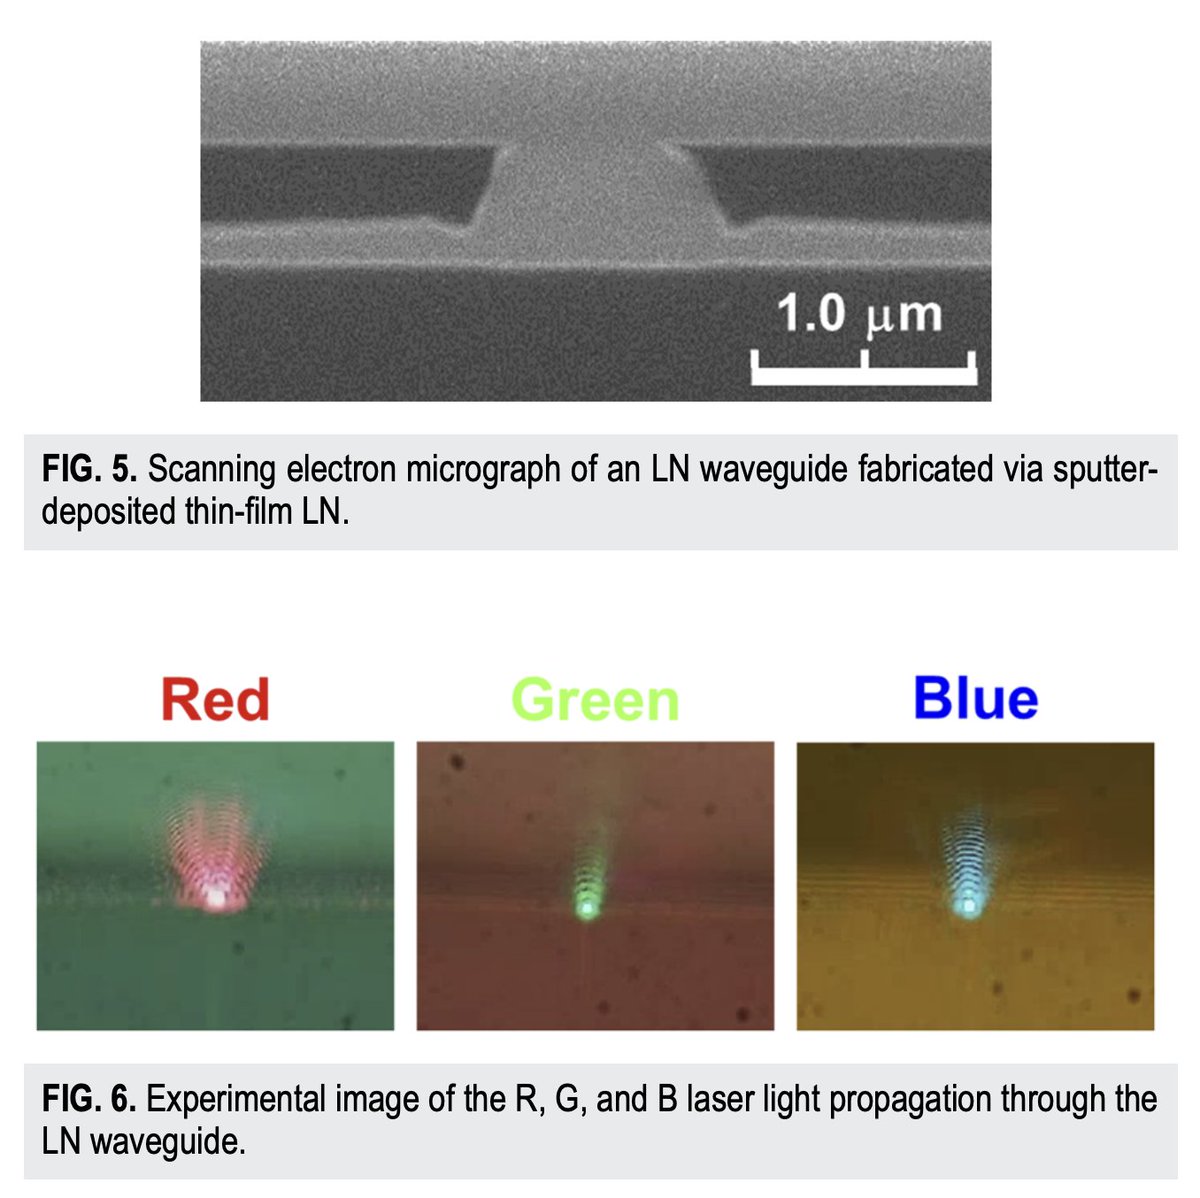 1.0 μm
FIG. 5. Scanning electron micrograph of an LN waveguide fabricated via sputter-
deposited thin-film LN.
Red
Green
Blue
FIG. 6. Experimental image of the R, G, and B laser light propagation through the
LN waveguide.